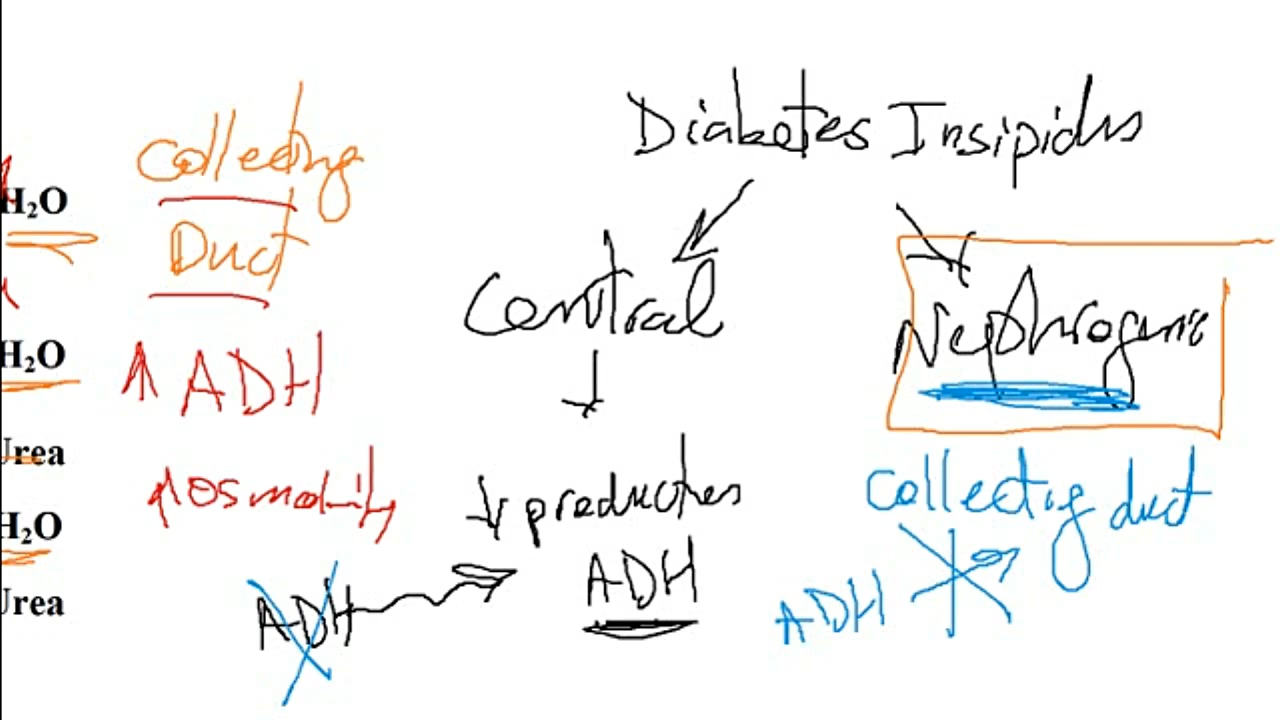 H₂O
H₂O
Urea
H₂O
Urea
Collecting
Duct
↑ ADH
↑ Osmolality
ADH
Diabetes Insipidus
Central
↓ production
ADH
Nephrogenic
Collecting duct
ADH